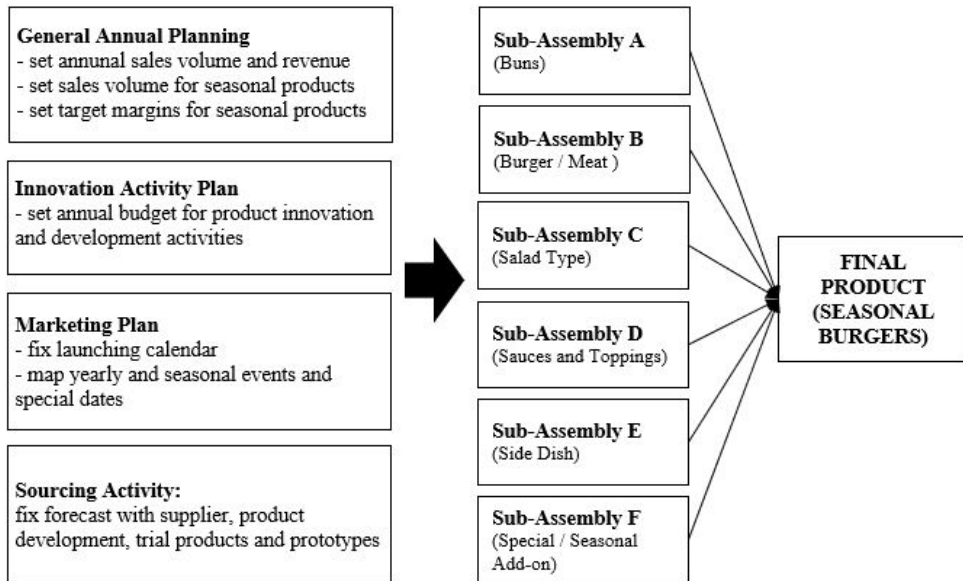 General Annual Planning
- set annunal sales volume and revenue
- set sales volume for seasonal products
- set target margins for seasonal products
Innovation Activity Plan
- set annual budget for product innovation
and development activities
Marketing Plan
- fix launching calendar
- map yearly and seasonal events and
special dates
Sourcing Activity:
fix forecast with supplier, product
development, trial products and prototypes
Sub-Assembly A
(Buns)
Sub-Assembly B
(Burger / Meat )
Sub-Assembly C
(Salad Type)
Sub-Assembly D
(Sauces and Toppings)
Sub-Assembly E
(Side Dish)
Sub-Assembly F
(Special / Seasonal
Add-on)
FINAL
PRODUCT
(SEASONAL
BURGERS)